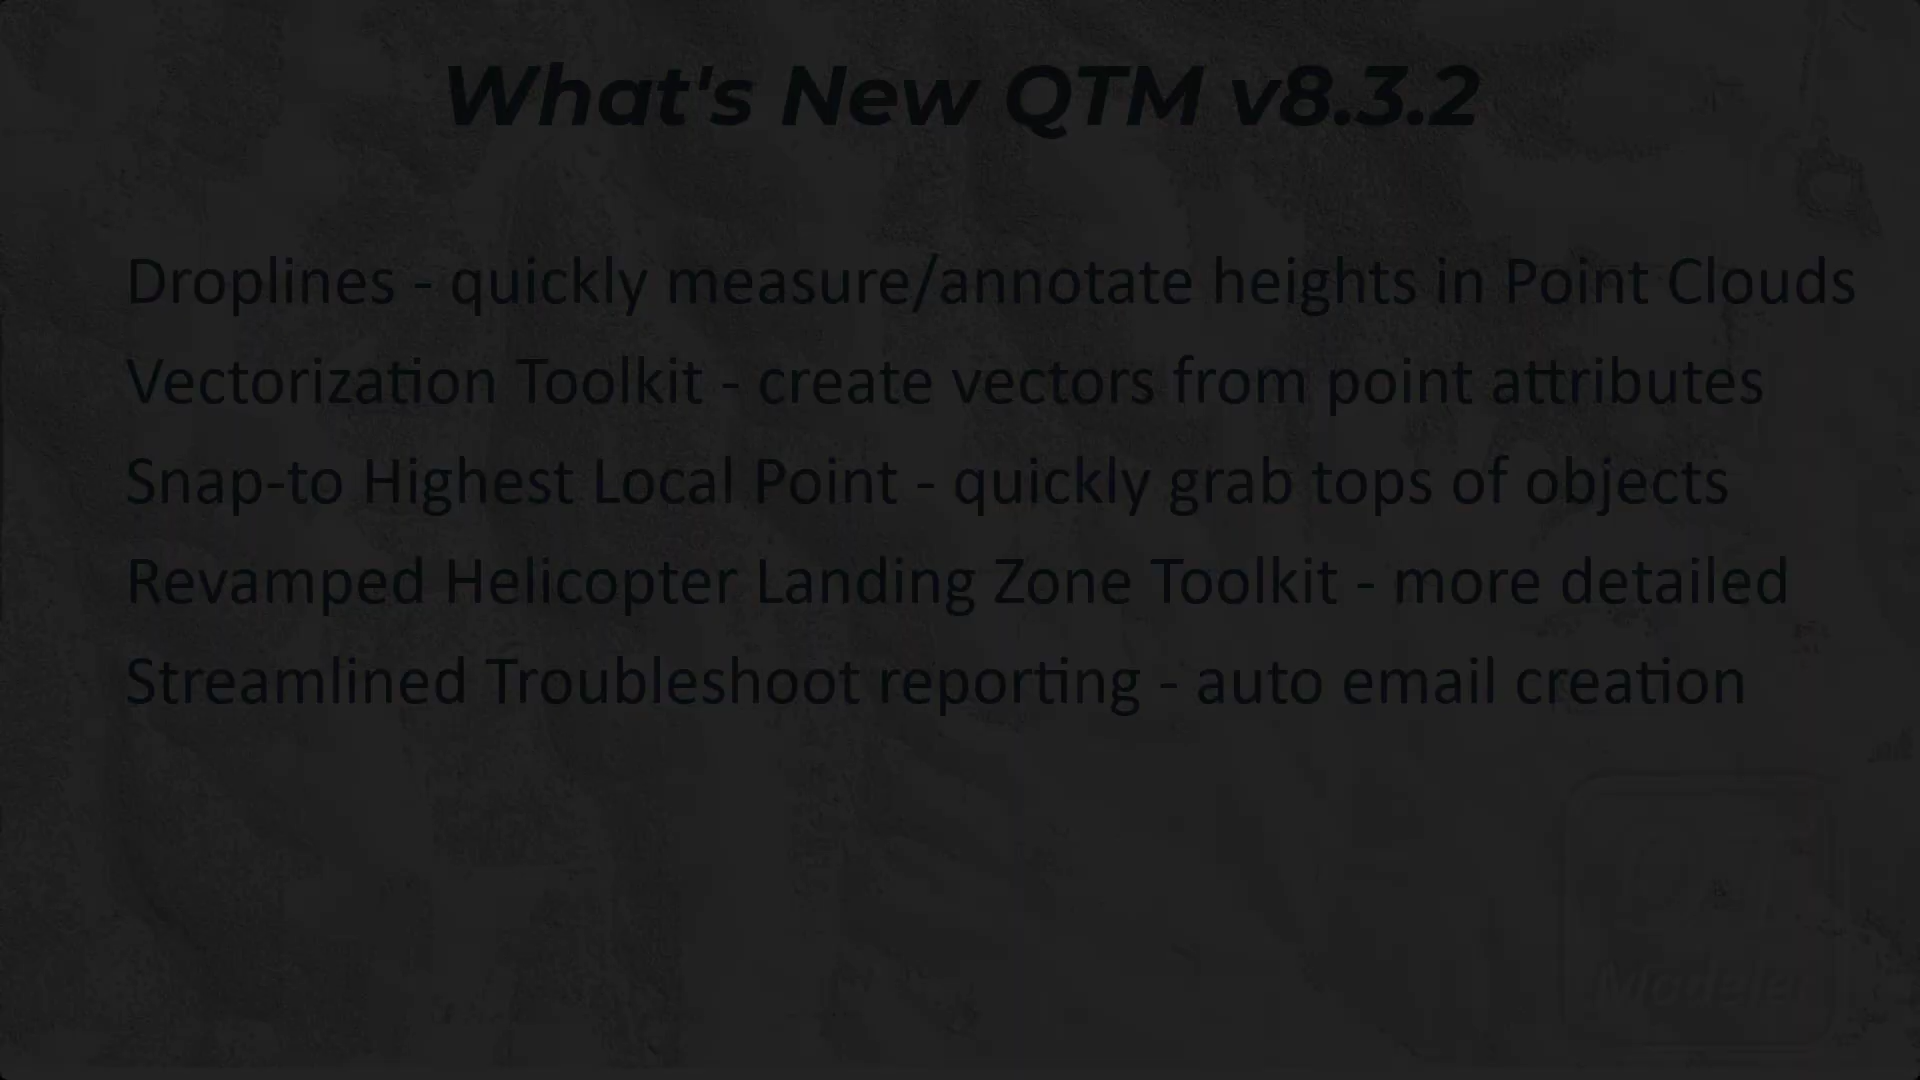 What's New QTM v8.3.2
Droplines - quickly measure/annotate heights in Point Clouds
Vectorization Toolkit - create vectors from point attributes
Snap-to Highest Local Point - quickly grab tops of objects
Revamped Helicopter Landing Zone Toolkit - more detailed
Streamlined Troubleshoot reporting - auto email creation
Modeler